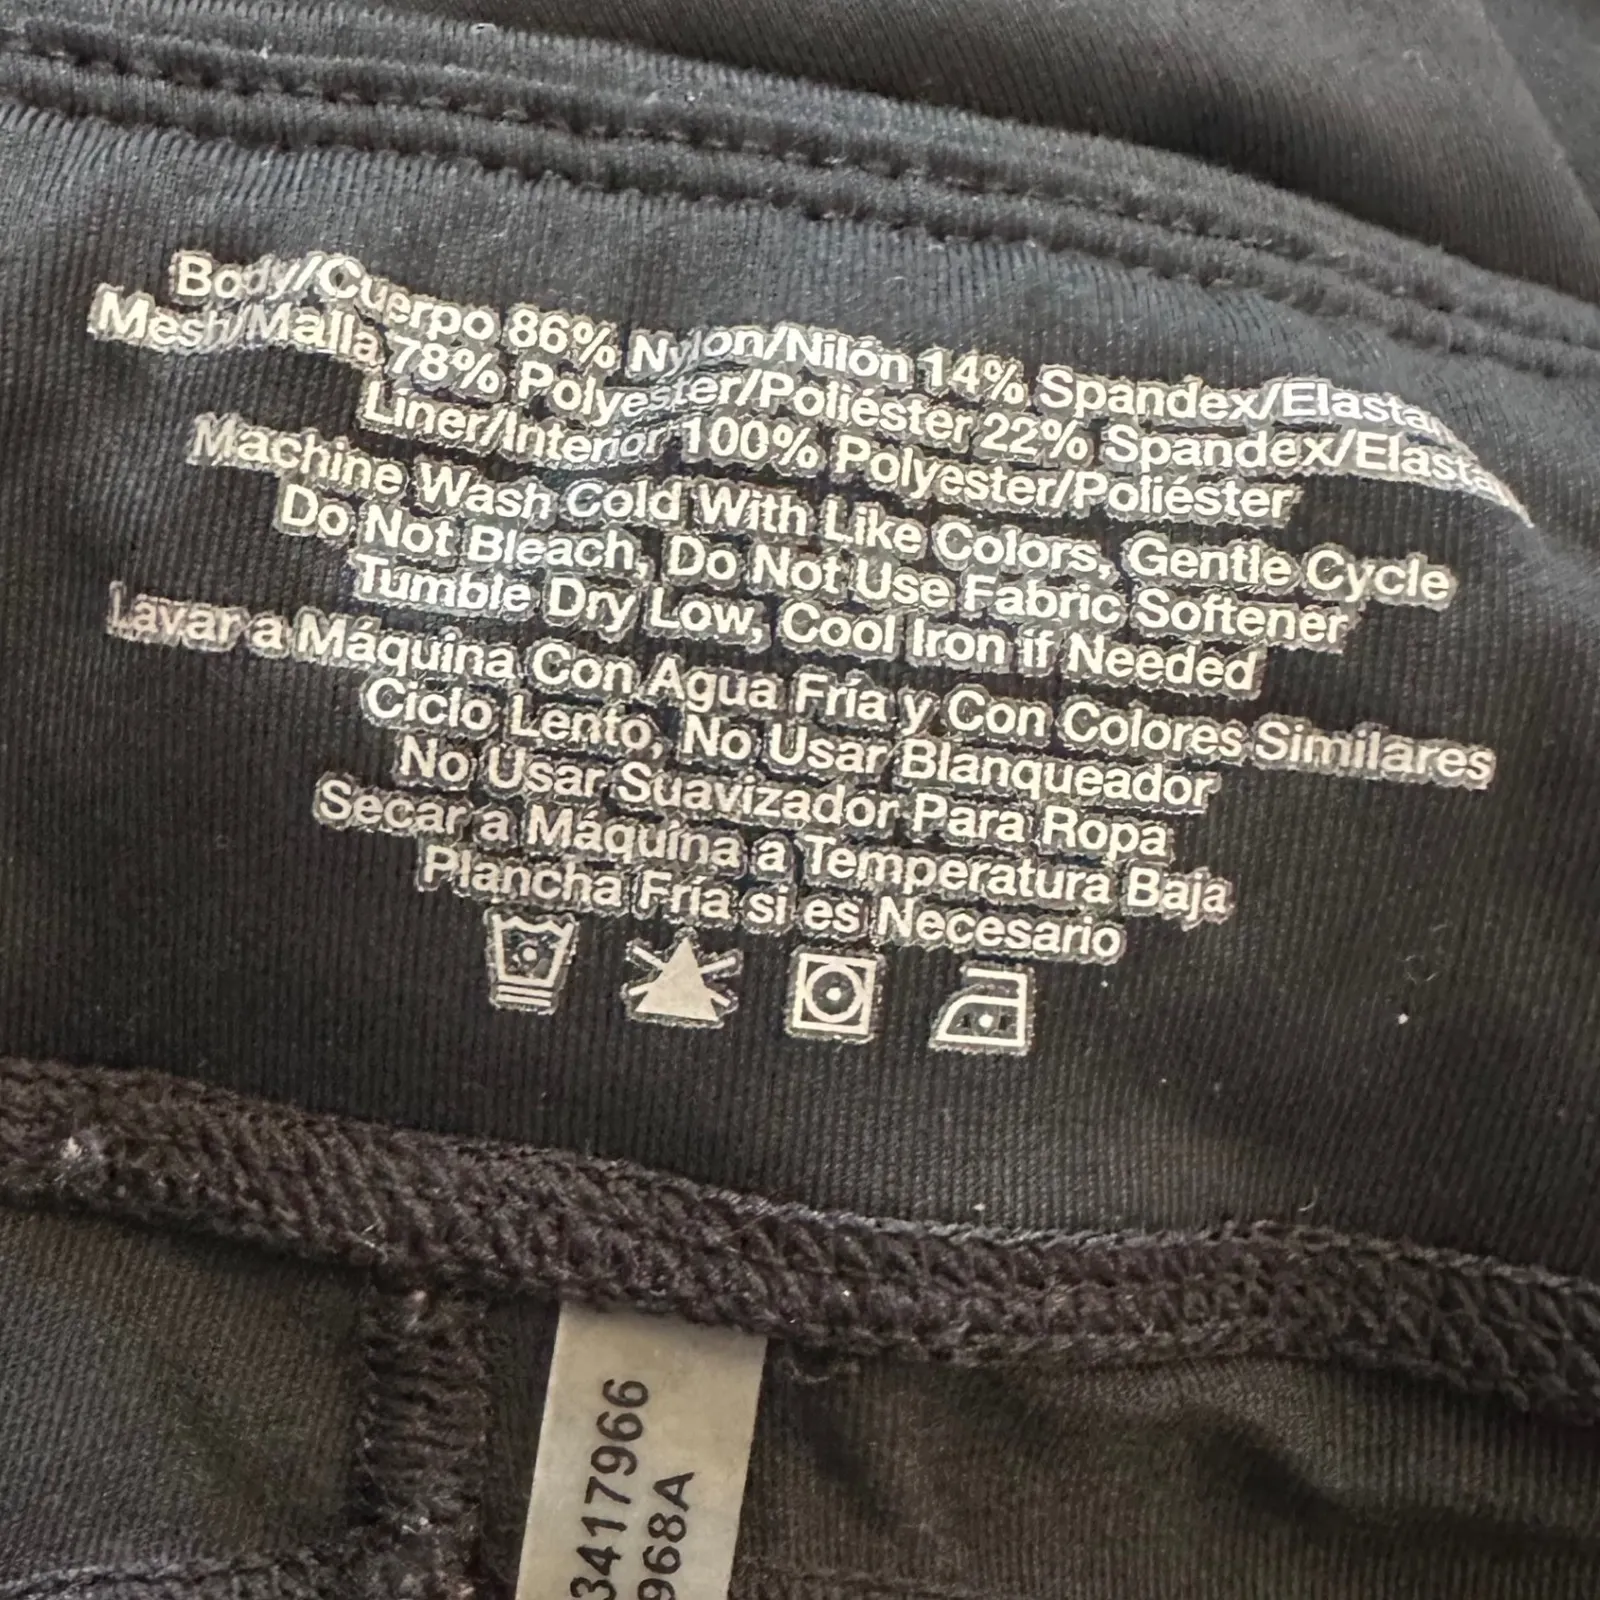 Body/Cuerpo 86% Nylon/Nilón 14% Spandex/Elastan
Mesh/Malla 78% Polyester/Poliéster 22% Spandex/Elastan
Liner/Interior 100% Polyester/Poliéster
Machine Wash Cold With Like Colors, Gentle Cycle
Do Not Bleach, Do Not Use Fabric Softener
Tumble Dry Low, Cool Iron if Needed
Lavar a Máquina Con Agua Fría y Con Colores Similares
Ciclo Lento, No Usar Blanqueador
No Usar Suavizador Para Ropa
Secar a Máquina a Temperatura Baja
Plancha Fría si es Necesario
3417966
968A